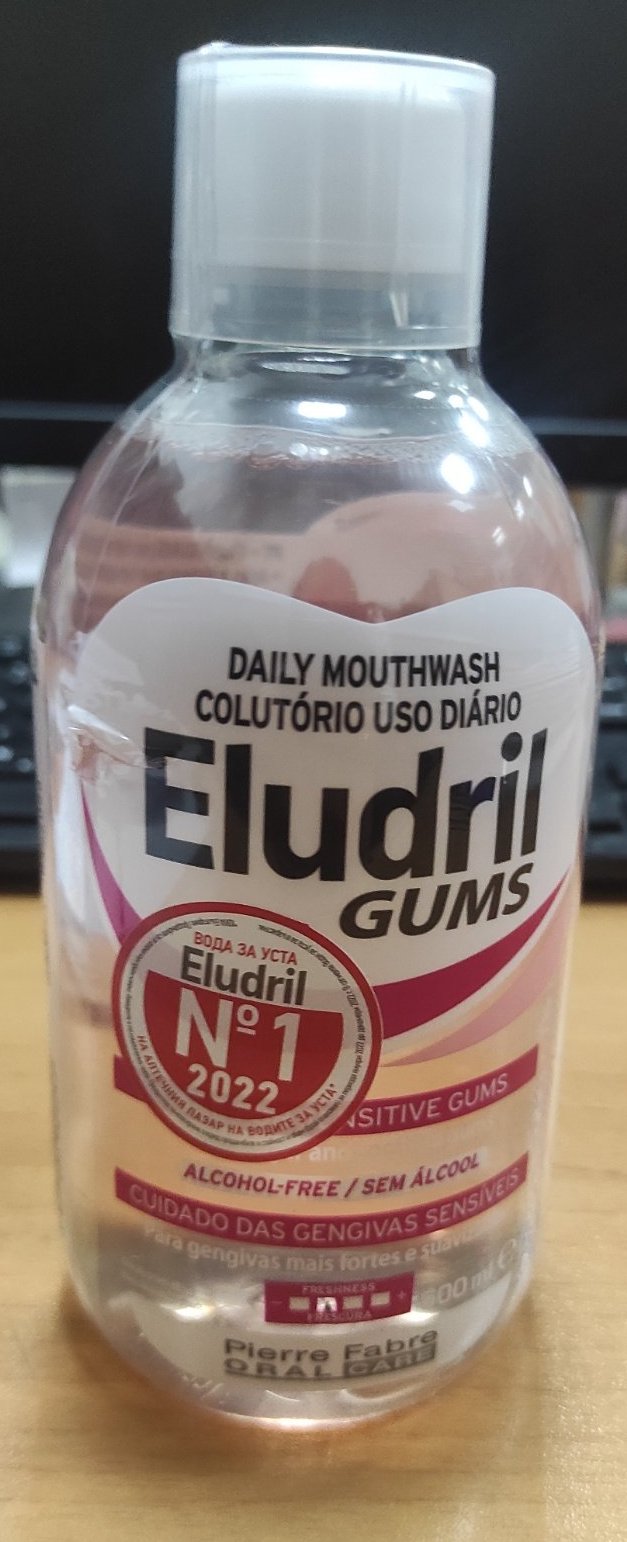 DAILY MOUTHWASH
COLUTÓRIO USO DIÁRIO
Eludril
GUMS
ВОДА ЗА УСТА
Eludril
Nº1
2022
НА АПТЕЧНИЯ ПАЗАР НА ВОДИТЕ ЗА УСТА*
NSITIVE GUMS
ALCOHOL-FREE / SEM ÁLCOOL
CUIDADO DAS GENGIVAS SENSÍVEIS
Para gengivas mais fortes e
FRESHNESS
- +
FRESCURA
00 ml e
Pierre Fabre
ORAL CARE